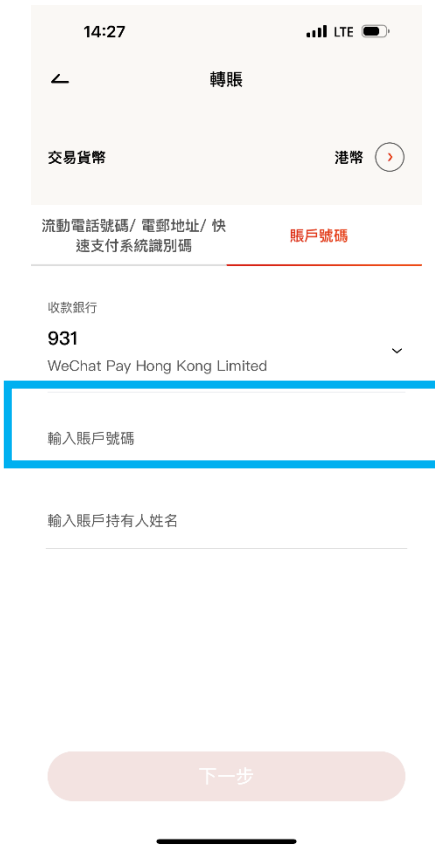 14:27
LTE
轉賬
交易貨幣
港幣
流動電話號碼/ 電郵地址/ 快
速支付系統識別碼
賬戶號碼
收款銀行
931
WeChat Pay Hong Kong Limited
輸入賬戶號碼
輸入賬戶持有人姓名
下一步